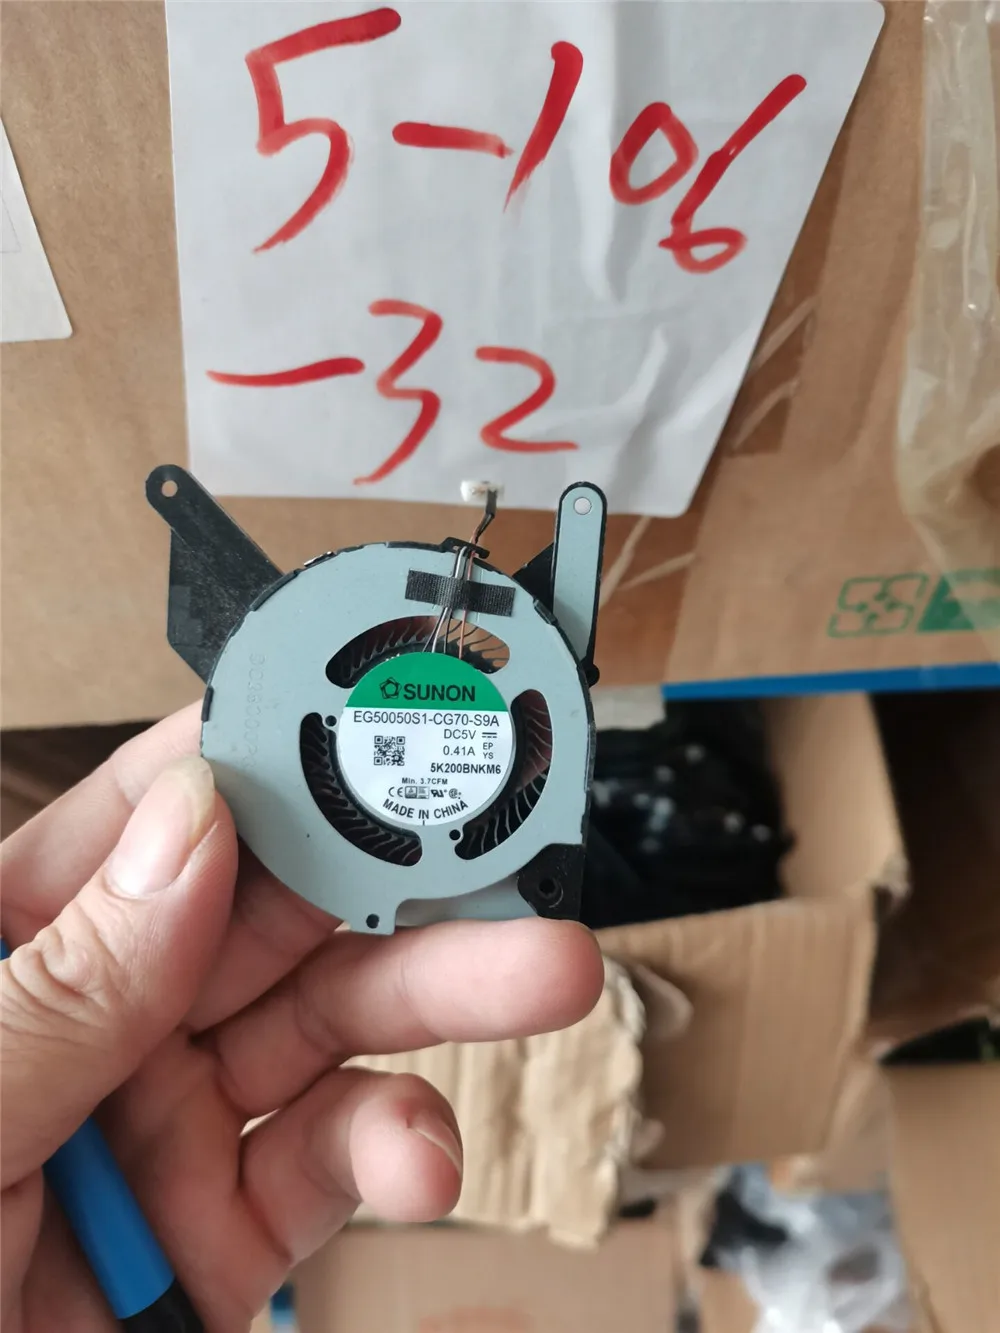 5-106
-32
SUNON
EG50050S1-CG70-S9A
DC5V
0.41A EP
YS
5K200BNKM6
Min. 3.7CFM
MADE IN CHINA